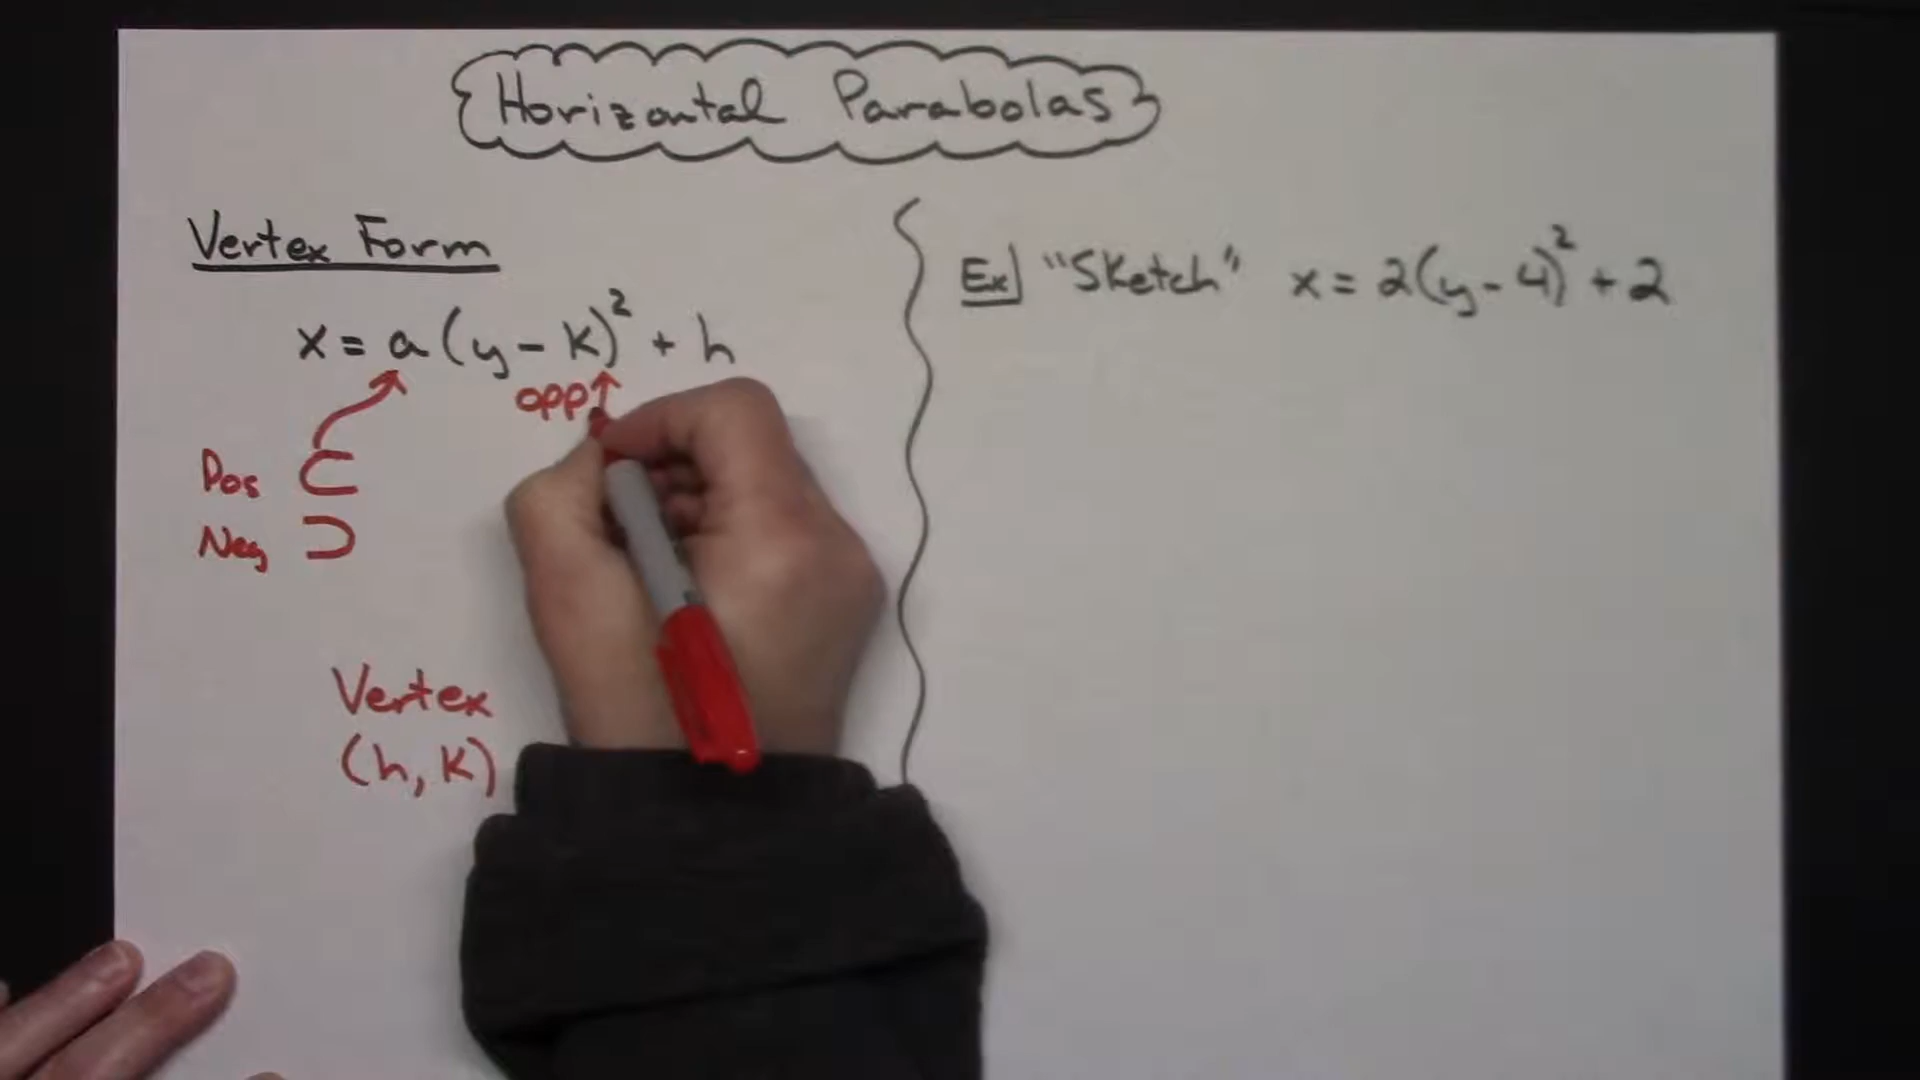 Horizontal Parabolas
Vertex Form
x = a(y - k)² + h
opp
Pos
Neg
Vertex
(h, k)
Ex "Sketch" x = 2(y - 4)² + 2